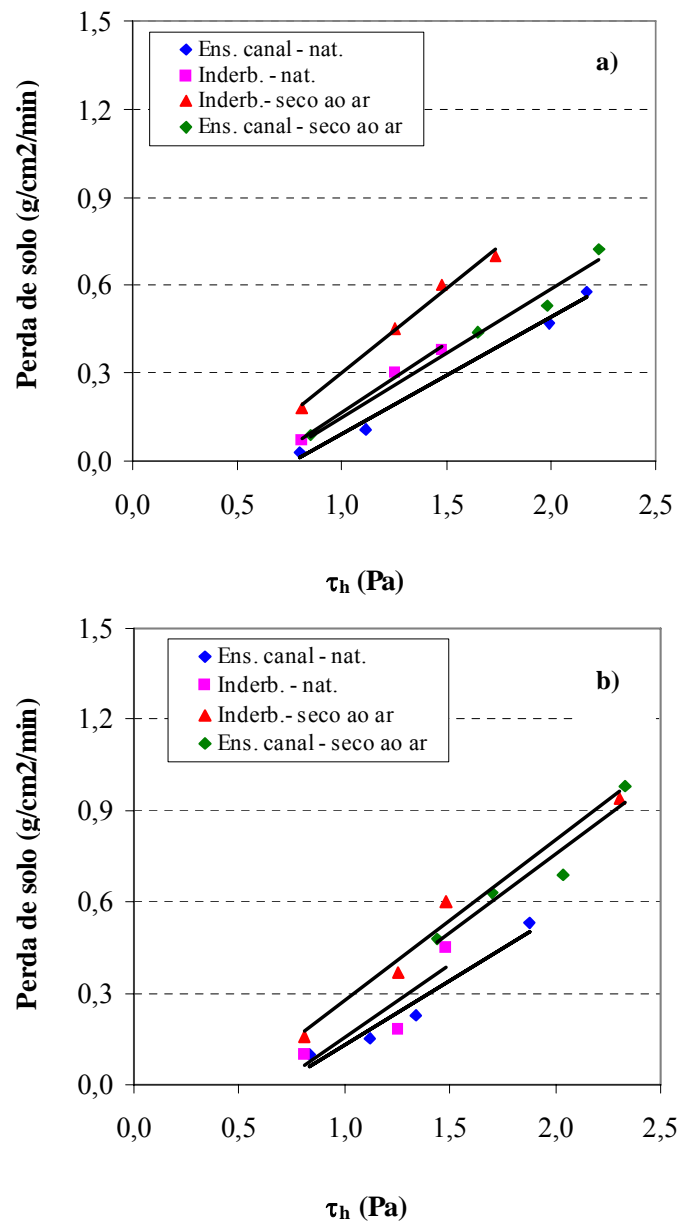 1,5
1,2
0,9
0,6
0,3
0,0
Perda de solo (g/cm2/min)
Ens. canal - nat.
Inderb. - nat.
Inderb.- seco ao ar
Ens. canal - seco ao ar
a)
0,0 0,5 1,0 1,5 2,0 2,5
τh (Pa)
1,5
1,2
0,9
0,6
0,3
0,0
Perda de solo (g/cm2/min)
Ens. canal - nat.
Inderb. - nat.
Inderb.- seco ao ar
Ens. canal - seco ao ar
b)
0,0 0,5 1,0 1,5 2,0 2,5
τh (Pa)